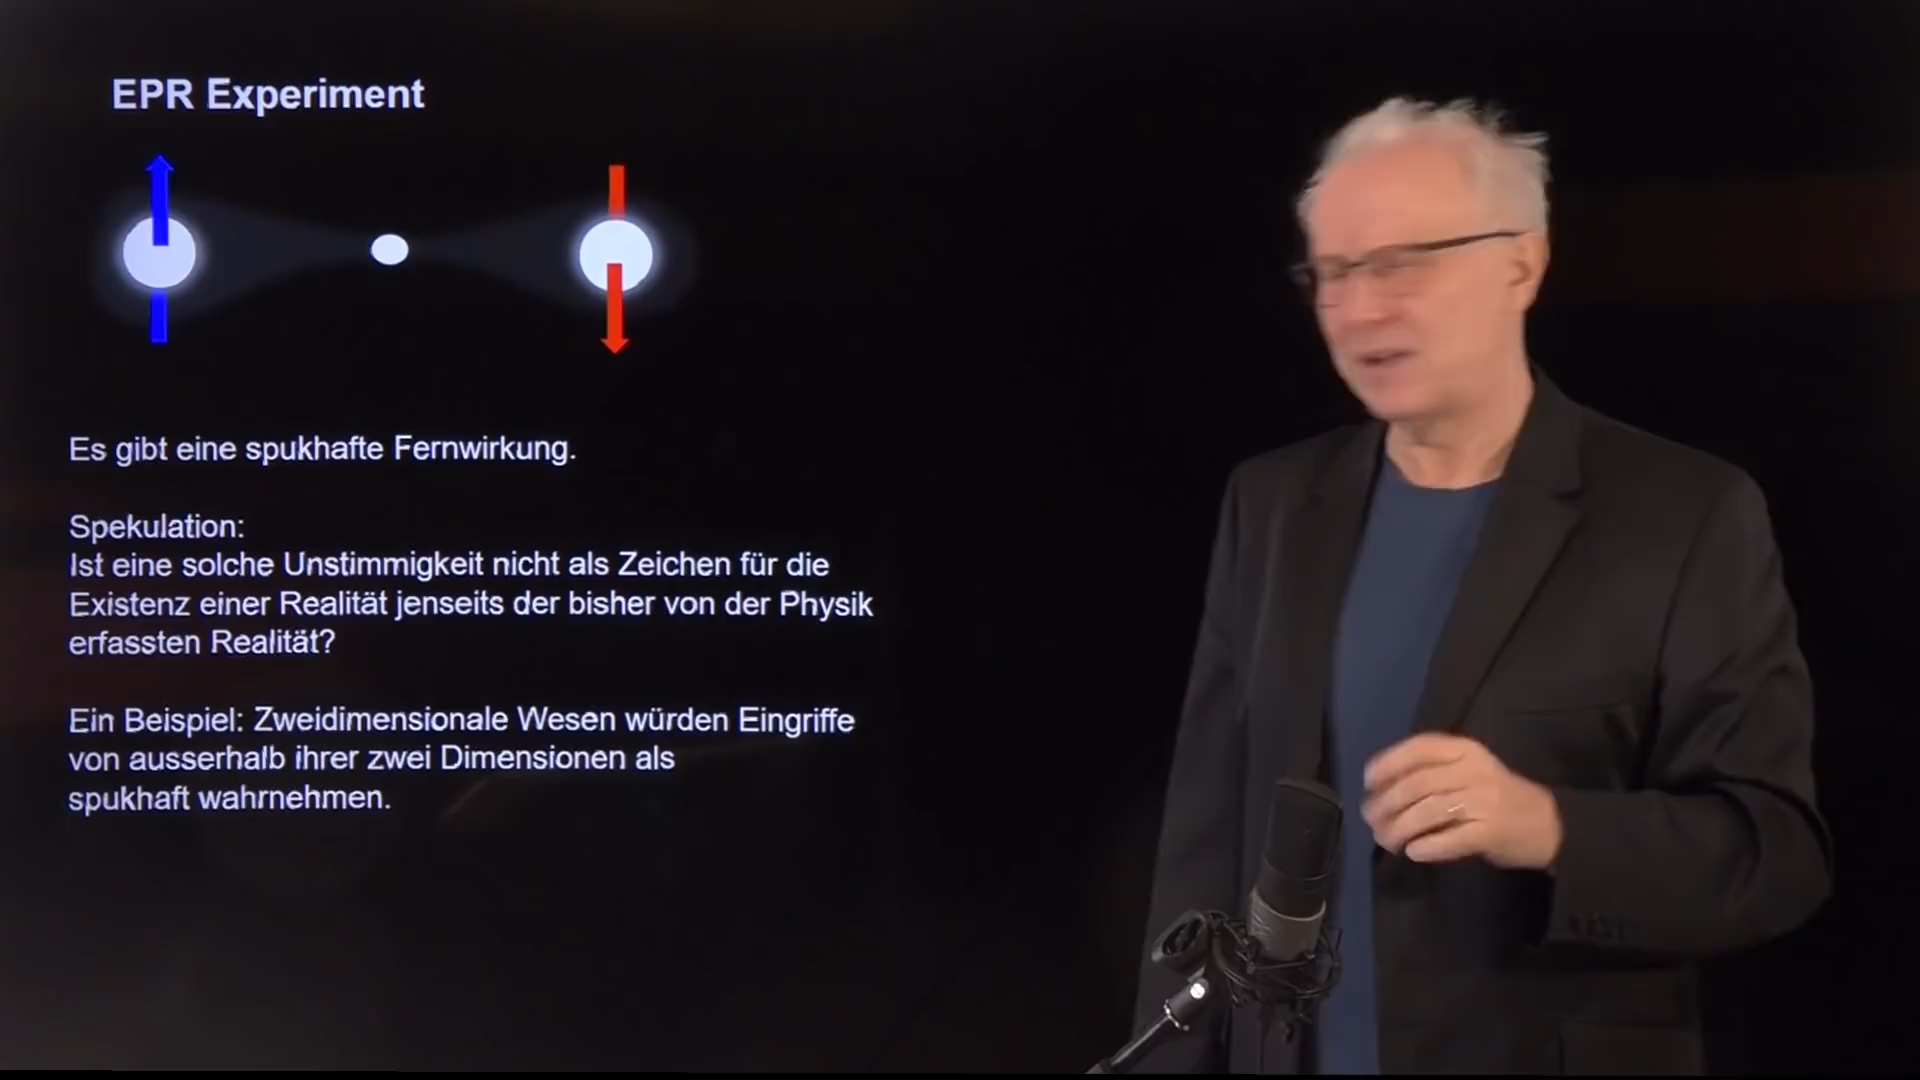 EPR Experiment
Es gibt eine spukhafte Fernwirkung.
Spekulation:
Ist eine solche Unstimmigkeit nicht als Zeichen für die
Existenz einer Realität jenseits der bisher von der Physik
erfassten Realität?
Ein Beispiel: Zweidimensionale Wesen würden Eingriffe
von ausserhalb ihrer zwei Dimensionen als
spukhaft wahrnehmen.